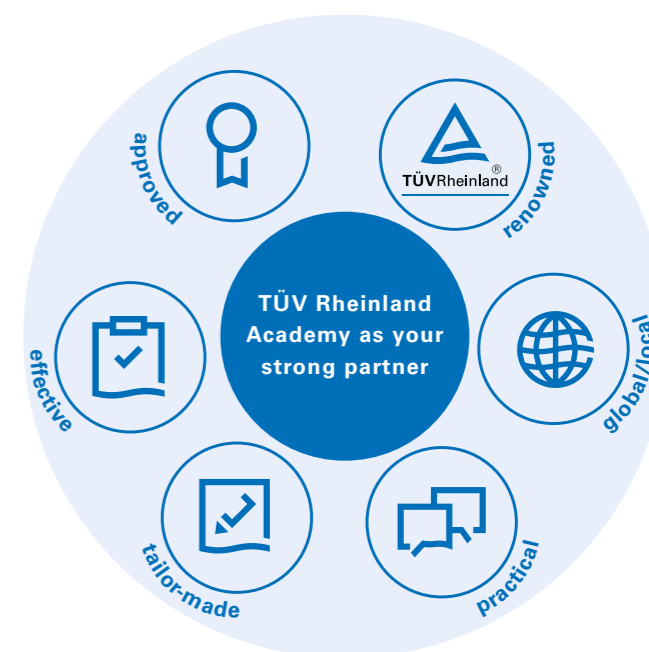 approved
TÜVRheinland®
renowned
TÜV Rheinland
Academy as your
strong partner
effective
global/local
tailor-made
practical